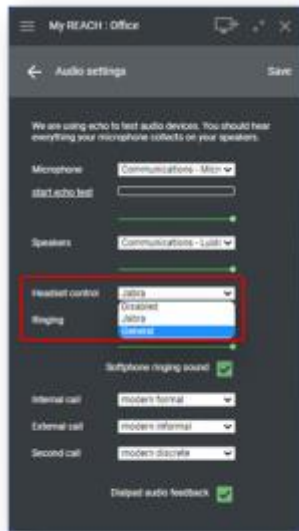 My REACH : Office
Audio settings
Save
We are using echo to test audio devices. You should hear
everything your microphone collects on your speakers.
Microphone
Communications - Micr
start echo test
Speakers
Communications -
Headset control
Jabra
Disabled
Jabra
General
Ringing
Softphone ringing sound
Internal call
modern formal
External call
modern informal
Second call
modern discrete
Dialpad audio feedback